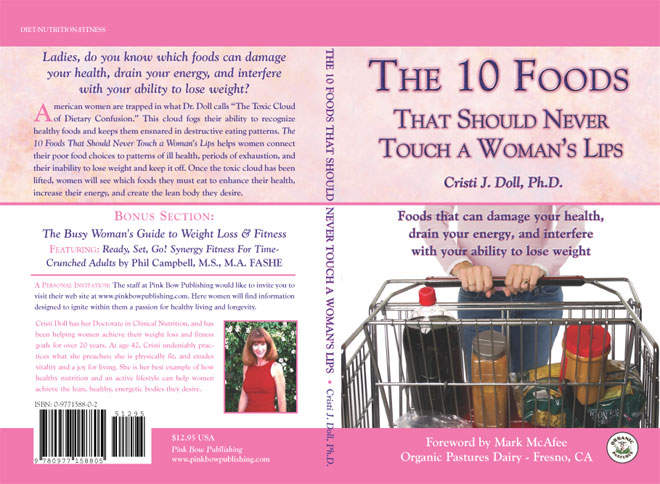 DIET/NUTRITION/FITNESS
Ladies, do you know which foods can damage
your health, drain your energy, and interfere
with your ability to lose weight?
American women are trapped in what Dr. Doll calls "The Toxic Cloud
of Dietary Confusion." This cloud fogs their ability to recognize
healthy foods and keeps them ensnared in destructive eating patterns. The
10 Foods That Should Never Touch a Woman's Lips helps women connect
their poor food choices to patterns of ill health, periods of exhaustion, and
their inability to lose weight and keep it off. Once the toxic cloud has been
lifted, women will see which foods they must eat to enhance their health,
increase their energy, and create the lean body they desire.
BONUS SECTION:
The Busy Woman's Guide to Weight Loss & Fitness
FEATURING: Ready, Set, Go! Synergy Fitness For Time-
Crunched Adults by Phil Campbell, M.S., M.A. FASHE
A PERSONAL INVITATION: The staff at Pink Bow Publishing would like to invite you to
visit their web site at www.pinkbowpublishing.com. Here women will find information
designed to ignite within them a passion for healthy living and longevity.
Cristi Doll has her Doctorate in Clinical Nutrition, and has
been helping women achieve their weight loss and fitness
goals for over 20 years. At age 42, Cristi undeniably prac-
tices what she preaches; she is physically fit, and exudes
vitality and a joy for living. She is her best example of how
healthy nutrition and an active lifestyle can help women
achieve the lean, healthy, energetic bodies they desire.
ISBN: 0-9771588-0-2
51295
9 780977 158805
$12.95 USA
Pink Bow Publishing
www.pinkbowpublishing.com
THE 10 FOODS THAT SHOULD NEVER TOUCH A WOMAN'S LIPS • Cristi J. Doll, Ph.D.
THE 10 FOODS
THAT SHOULD NEVER
TOUCH A WOMAN'S LIPS
Cristi J. Doll, Ph.D.
Foods that can damage your health,
drain your energy, and interfere
with your ability to lose weight
Foreword by Mark McAfee
Organic Pastures Dairy - Fresno, CA
ORGANIC
PASTURES